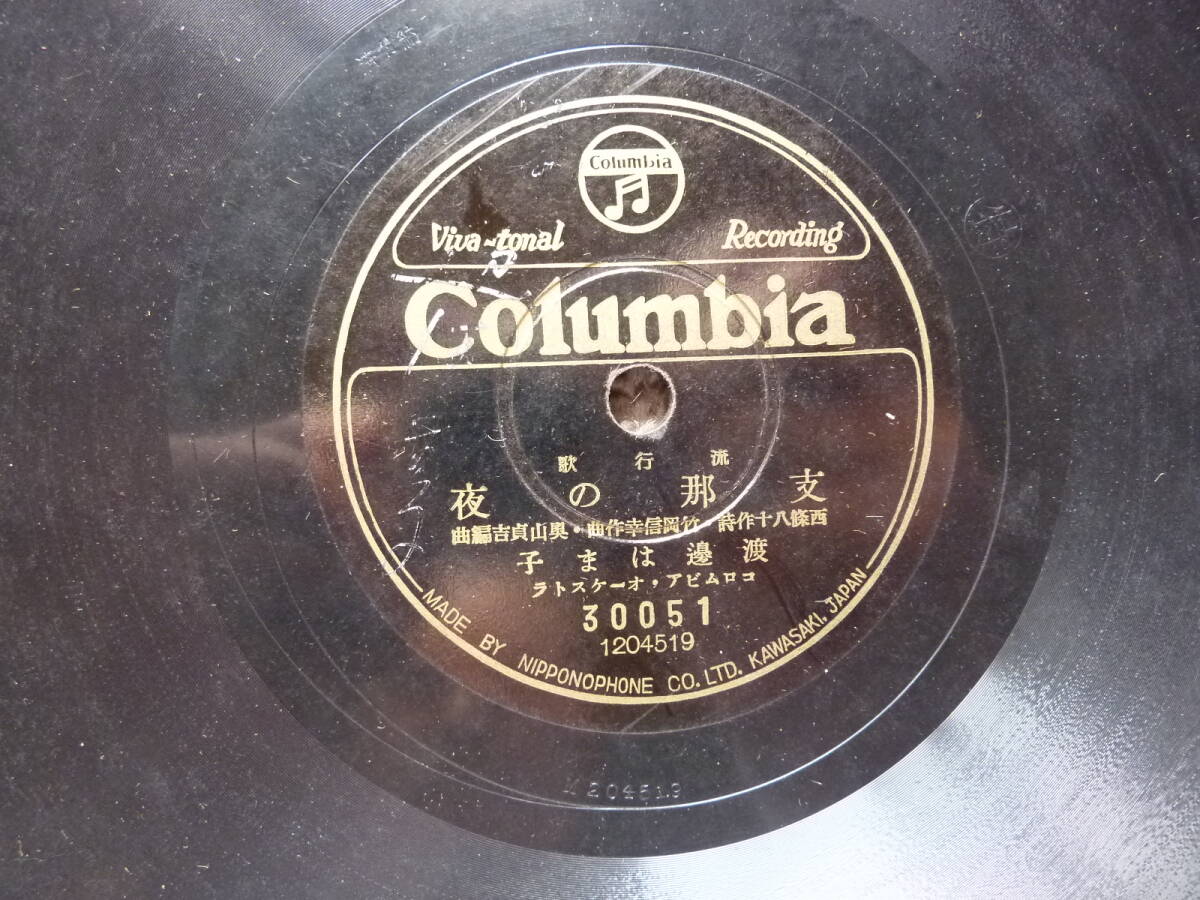 Columbia
Viva-tonal Recording
Columbia
流行歌
支那の夜
西條八十作詩・竹岡信幸作曲・奥山貞吉編曲
渡邊はま子
コロムビア・オーケストラ
30051
1204519
MADE BY NIPPONOPHONE CO. LTD. KAWASAKI, JAPAN
1204519